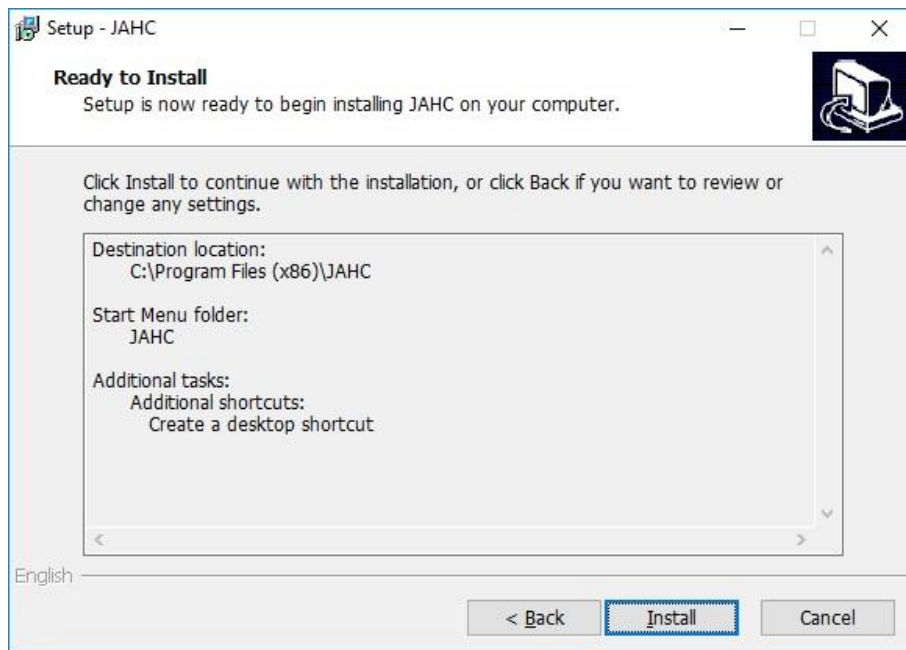 Setup - JAHC
Ready to Install
Setup is now ready to begin installing JAHC on your computer.
Click Install to continue with the installation, or click Back if you want to review or
change any settings.
Destination location:
C:\Program Files (x86)\JAHC
Start Menu folder:
JAHC
Additional tasks:
Additional shortcuts:
Create a desktop shortcut
English
< Back
Install
Cancel